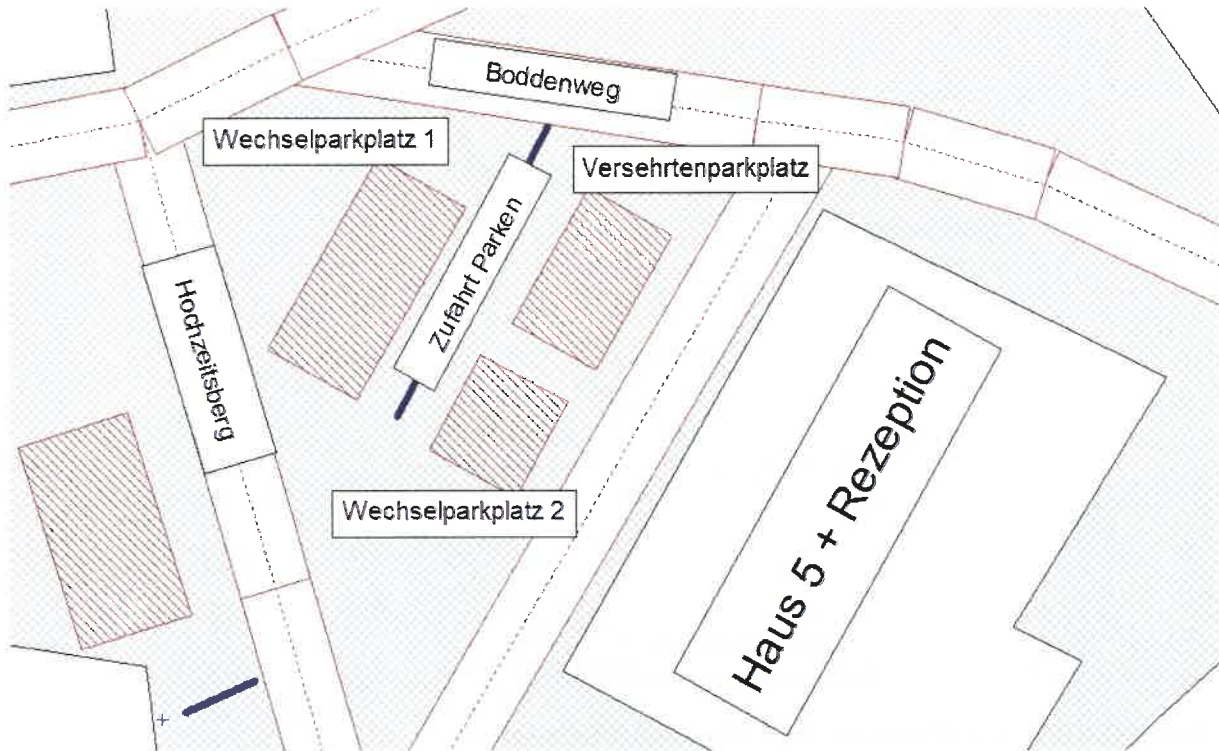 Boddenweg
Wechselparkplatz 1
Versehrtenparkplatz
Zufahrt Parken
Hochzeitsberg
Wechselparkplatz 2
Haus 5 + Rezeption